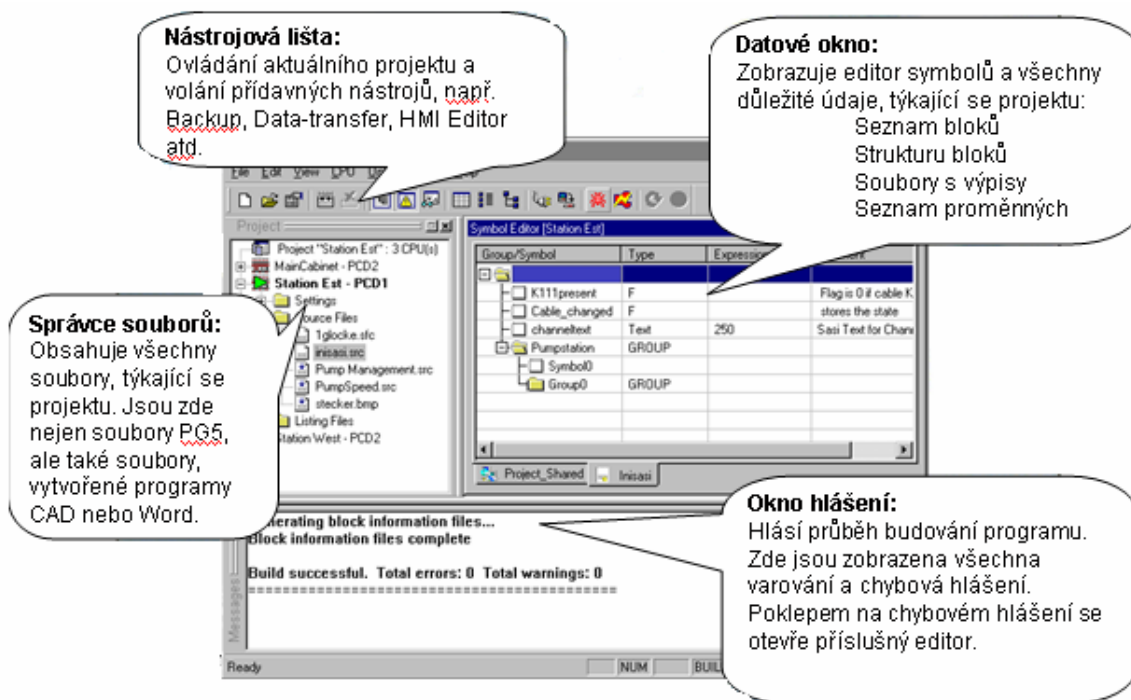 Nástrojová lišta:
Ovládání aktuálního projektu a
volání přídavných nástrojů, např.
Backup, Data-transfer, HMI Editor
atd.
Datové okno:
Zobrazuje editor symbolů a všechny
důležité údaje, týkající se projektu:
Seznam bloků
Strukturu bloků
Soubory s výpisy
Seznam proměnných
File Edit View CPU
Project
Project "Station Est" : 3 CPU(s)
MainCabinet - PCD2
Station Est - PCD1
Settings
Source Files
1glocke.sfc
inisasi.src
Pump Management.src
PumpSpeed.src
stecker.bmp
Listing Files
Station West - PCD2
Symbol Editor [Station Est]
Group/Symbol Type Expression
K111present F Flag is 0 if cable K
Cable_changed F stores the state
channeltext Text 250 Sasi Text for Chann
Pumpstation GROUP
Symbol0
Group0 GROUP
Project_Shared Inisasi
Správce souborů:
Obsahuje všechny
soubory, týkající se
projektu. Jsou zde
nejen soubory PG5,
ale také soubory,
vytvořené programy
CAD nebo Word.
nerating block information files...
Block information files complete
Build successful. Total errors: 0 Total warnings: 0
==============================================
Messages
Ready NUM BUIL
Okno hlášení:
Hlásí průběh budování programu.
Zde jsou zobrazena všechna
varování a chybová hlášení.
Poklepem na chybovém hlášení se
otevře příslušný editor.